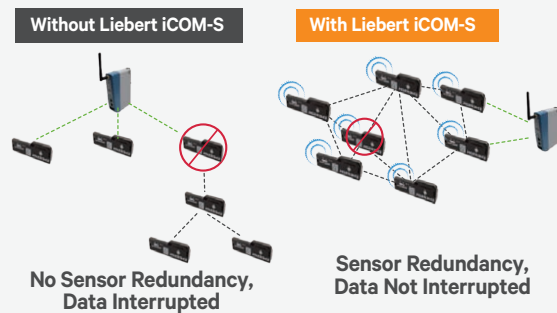 Without Liebert iCOM-S
With Liebert iCOM-S
No Sensor Redundancy,
Data Interrupted
Sensor Redundancy,
Data Not Interrupted